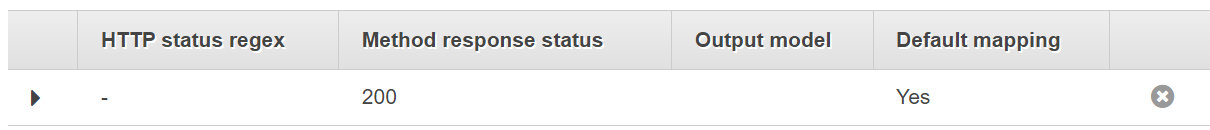 HTTP status regex Method response status Output model Default mapping
- 200 Yes